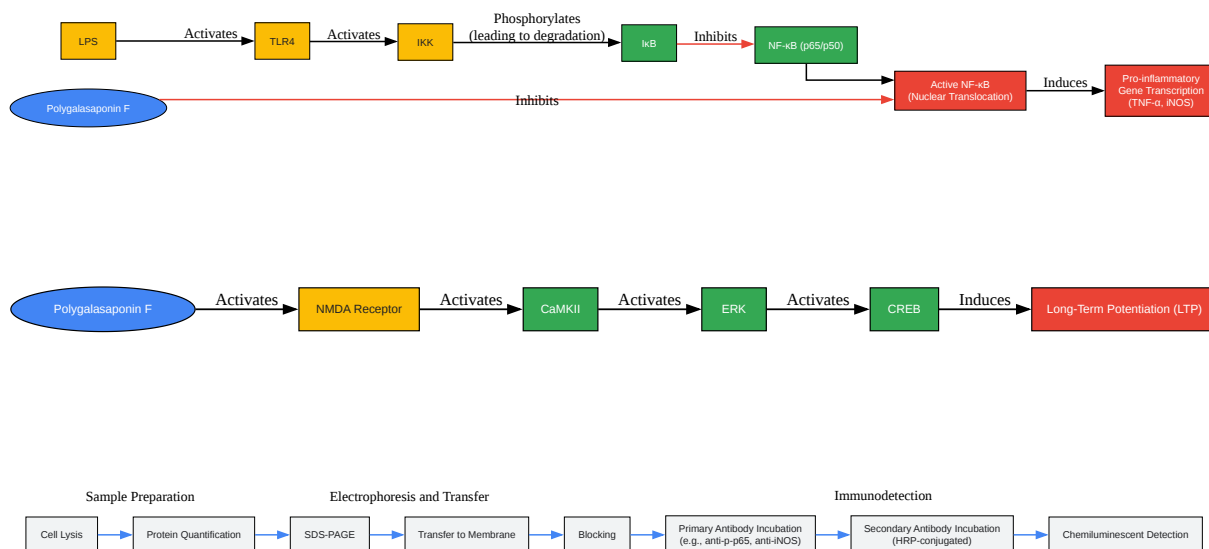 Phosphorylates
(leading to degradation)
Activates
Activates
Inhibits
LPS
TLR4
IKK
IκB
NF-κB (p65/p50)
Polygalasaponin F
Inhibits
Active NF-κB
(Nuclear Translocation)
Induces
Pro-inflammatory
Gene Transcription
(TNF-α, iNOS)
Polygalasaponin F
Activates
NMDA Receptor
Activates
CaMKII
Activates
ERK
Activates
CREB
Induces
Long-Term Potentiation (LTP)
Sample Preparation
Electrophoresis and Transfer
Immunodetection
Cell Lysis
Protein Quantification
SDS-PAGE
Transfer to Membrane
Blocking
Primary Antibody Incubation
(e.g., anti-p-p65, anti-iNOS)
Secondary Antibody Incubation
(HRP-conjugated)
Chemiluminescent Detection